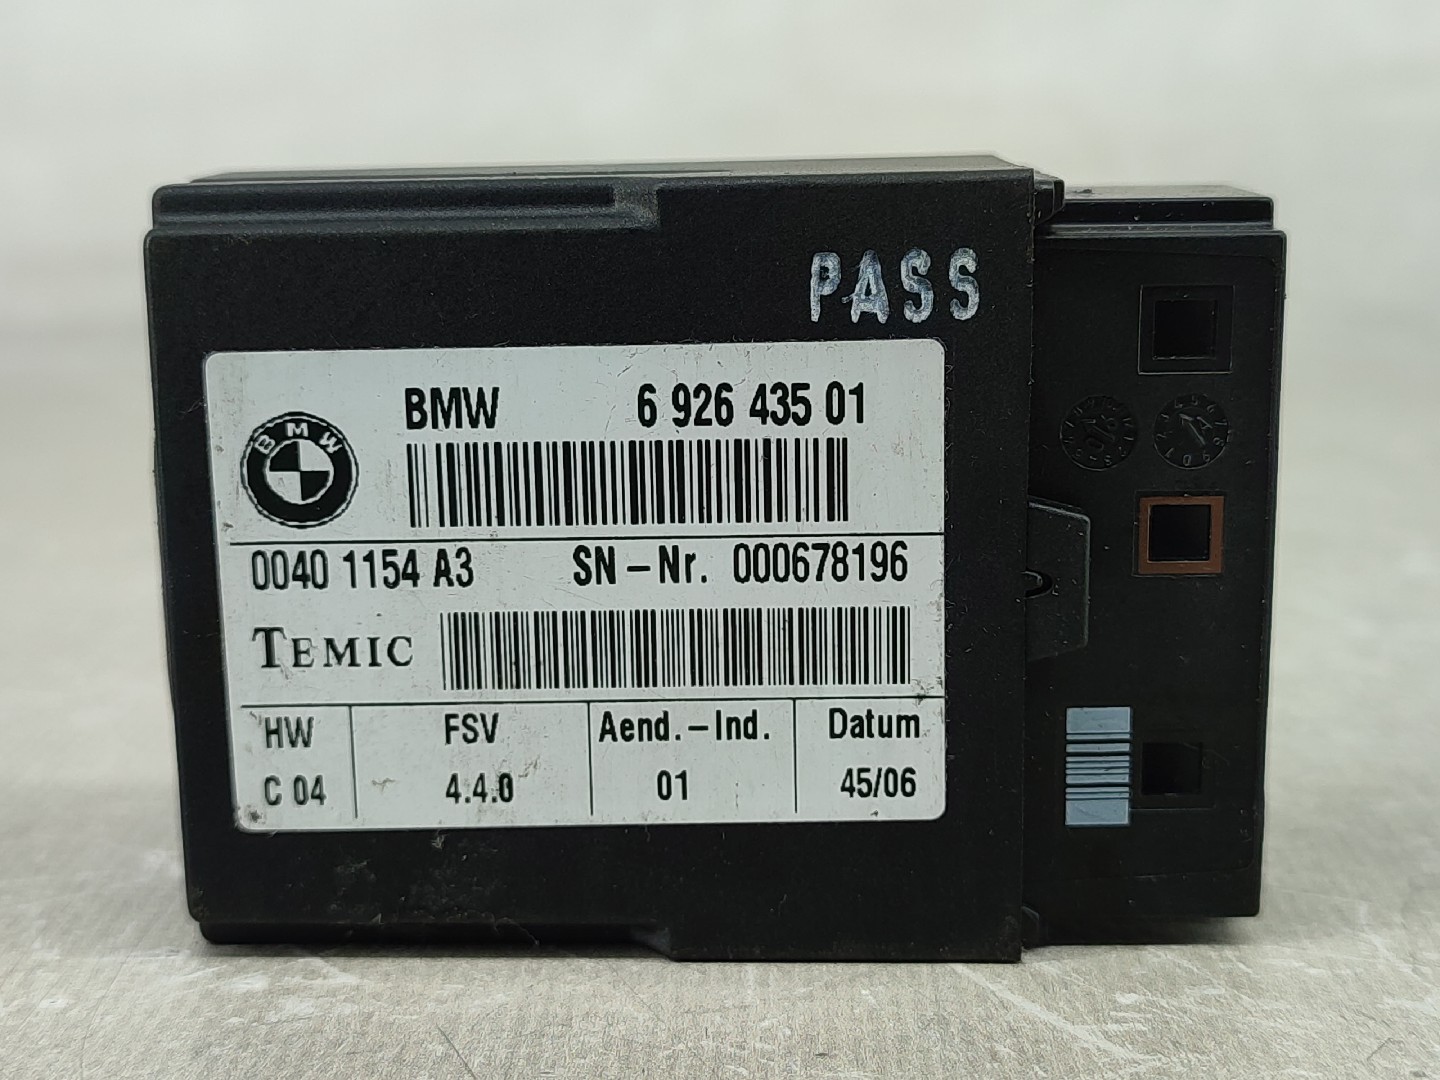 PASS
BMW 6 926 435 01
BMW
0040 1154 A3 SN-Nr. 000678196
TEMIC
HW FSV Aend.-Ind. Datum
C 04 4.4.0 01 45/06